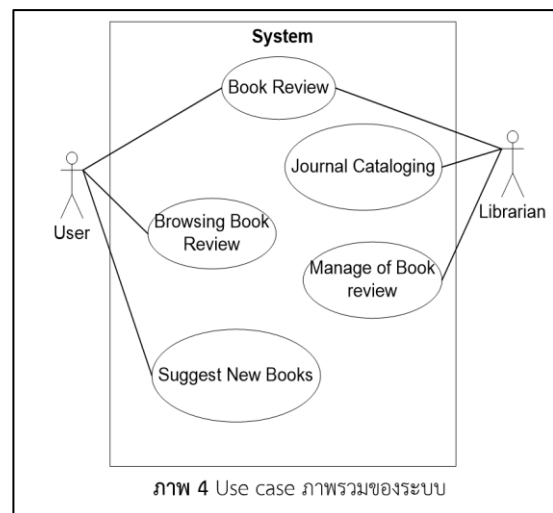 System
Book Review
Journal Cataloging
User
Librarian
Browsing Book
Review
Manage of Book
review
Suggest New Books
ภาพ 4 Use case ภาพรวมของระบบ